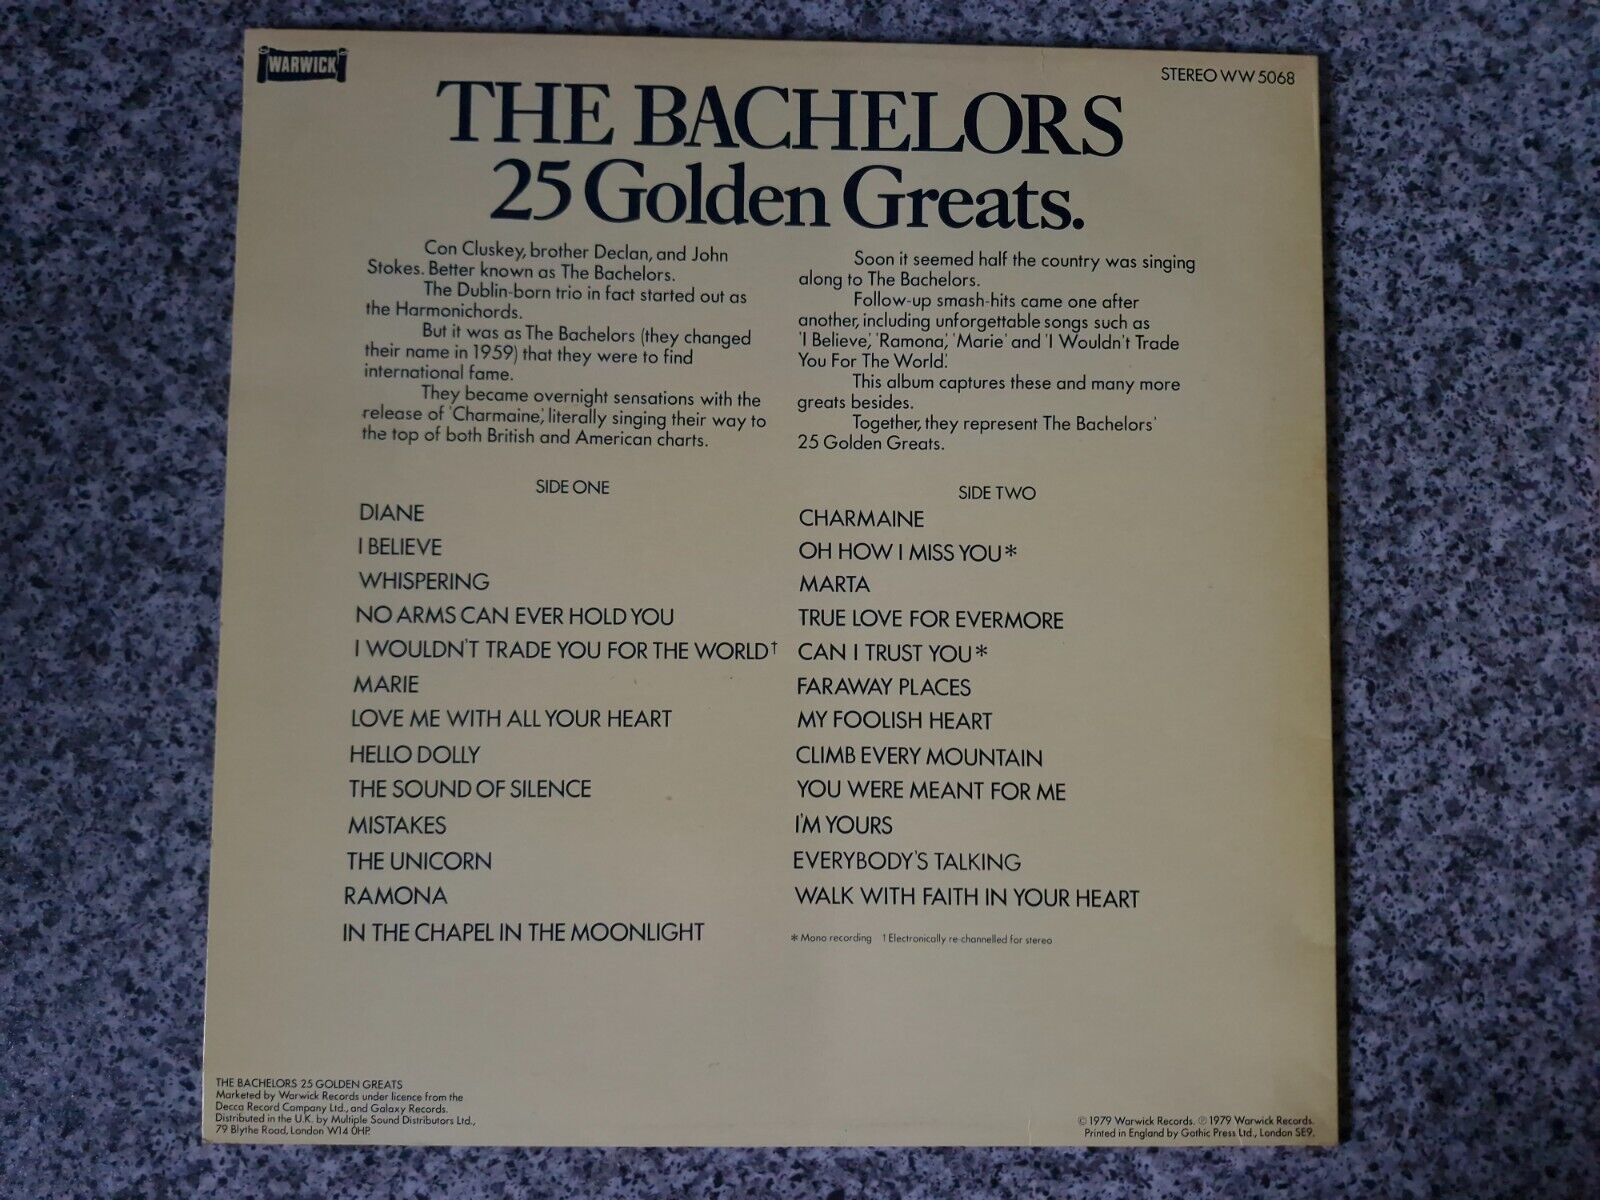 WARWICK
STEREO WW 5068
THE BACHELORS
25 Golden Greats.
Con Cluskey, brother Declan, and John
Stokes. Better known as The Bachelors.
The Dublin-born trio in fact started out as
the Harmonichords.
But it was as The Bachelors (they changed
their name in 1959) that they were to find
international fame.
They became overnight sensations with the
release of 'Charmaine', literally singing their way to
the top of both British and American charts.
Soon it seemed half the country was singing
along to The Bachelors.
Follow-up smash-hits came one after
another, including unforgettable songs such as
'I Believe', 'Ramona', 'Marie' and 'I Wouldn't Trade
You For The World'.
This album captures these and many more
greats besides.
Together, they represent The Bachelors'
25 Golden Greats.
SIDE ONE
DIANE
I BELIEVE
WHISPERING
NO ARMS CAN EVER HOLD YOU
I WOULDN'T TRADE YOU FOR THE WORLD†
MARIE
LOVE ME WITH ALL YOUR HEART
HELLO DOLLY
THE SOUND OF SILENCE
MISTAKES
THE UNICORN
RAMONA
IN THE CHAPEL IN THE MOONLIGHT
SIDE TWO
CHARMAINE
OH HOW I MISS YOU*
MARTA
TRUE LOVE FOR EVERMORE
CAN I TRUST YOU*
FARAWAY PLACES
MY FOOLISH HEART
CLIMB EVERY MOUNTAIN
YOU WERE MEANT FOR ME
I'M YOURS
EVERYBODY'S TALKING
WALK WITH FAITH IN YOUR HEART
* Mono recording † Electronically re-channelled for stereo
THE BACHELORS 25 GOLDEN GREATS
Marketed by Warwick Records under licence from the
Decca Record Company Ltd., and Galaxy Records.
Distributed in the U.K. by Multiple Sound Distributors Ltd.,
79 Blythe Road, London W14 0HP.
© 1979 Warwick Records. ℗ 1979 Warwick Records.
Printed in England by Gothic Press Ltd., London SE9.